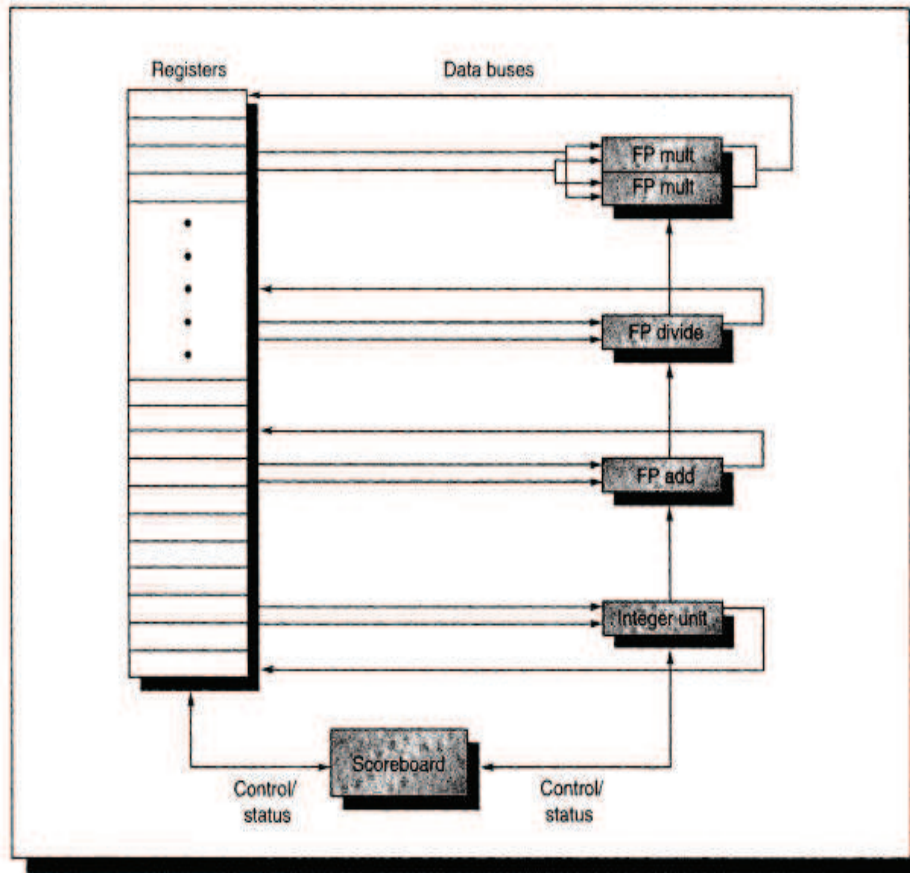 Registers
Data buses
FP mult
FP mult
FP divide
FP add
Integer unit
Scoreboard
Control/
status
Control/
status